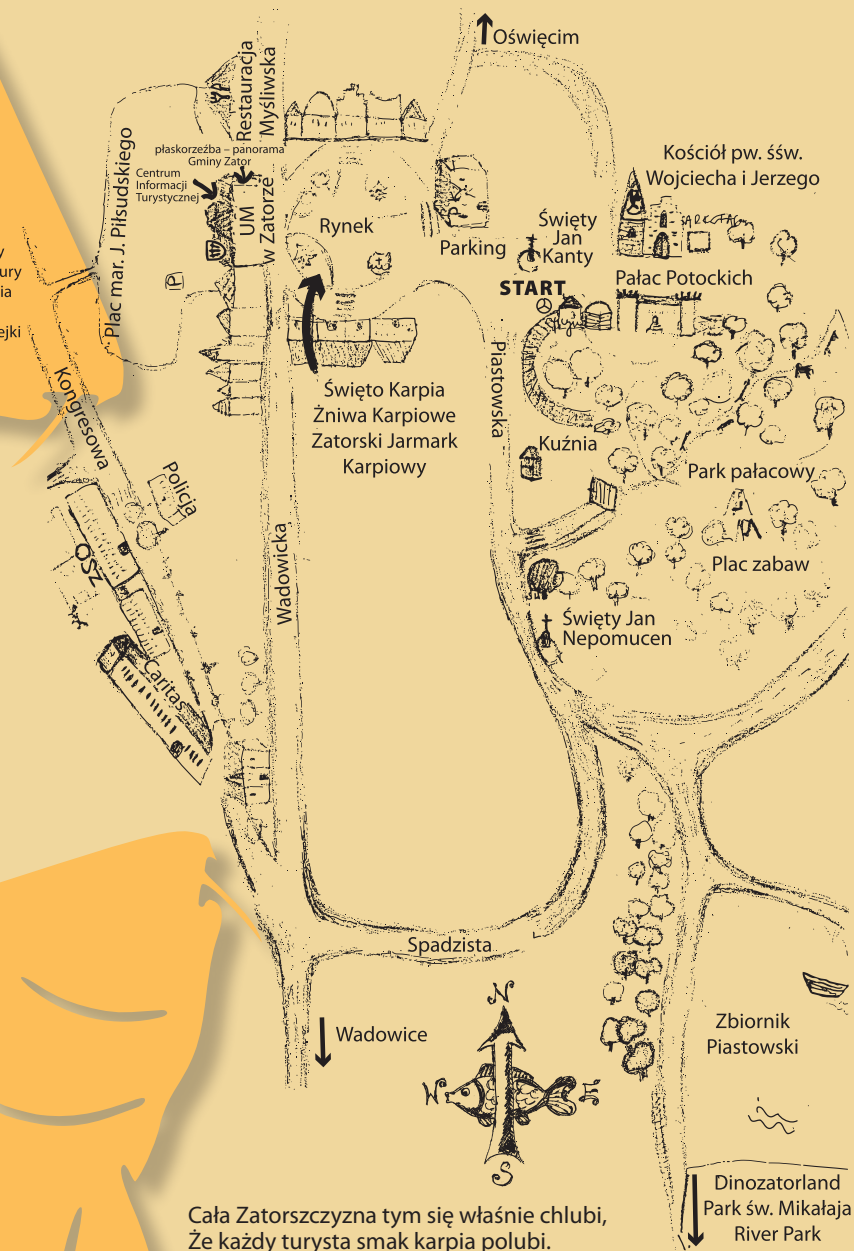 Oświęcim
Restauracja
Myśliwska
płaskorzeźba – panorama
Gminy Zator
Centrum
Informacji
Turystycznej
Plac mar. J. Piłsudskiego
UM
w Zatorze
Rynek
Parking
P
P
Kościół pw. śśw.
Wojciecha i Jerzego
Święty
Jan
Kanty
START
Pałac Potockich
Piastowska
Święto Karpia
Żniwa Karpiowe
Zatorski Jarmark
Karpiowy
Kuźnia
Park pałacowy
Plac zabaw
Święty Jan
Nepomucen
y
ury
ia
ejki
Kongresowa
Policja
OSz
Caritas
Wadowicka
Spadzista
Wadowice
N
W
E
S
Zbiornik
Piastowski
Dinozatorland
Park św. Mikałaja
River Park
Cała Zatorszczyzna tym się właśnie chlubi,
Że każdy turysta smak karpia polubi.